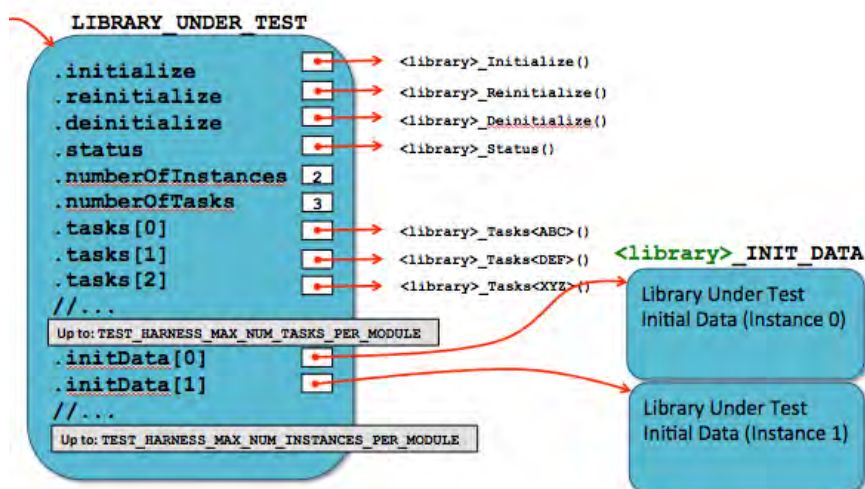 LIBRARY_UNDER_TEST
.initialize <library>_Initialize()
.reinitialize <library>_Reinitialize()
.deinitialize <library>_Deinitialize()
.status <library>_Status()
.numberOfInstances 2
.numberOfTasks 3
.tasks[0] <library>_Tasks<ABC>()
.tasks[1] <library>_Tasks<DEF>()
.tasks[2] <library>_Tasks<XYZ>()
//...
Up to: TEST_HARNESS_MAX_NUM_TASKS_PER_MODULE
.initData[0]
.initData[1]
//...
Up to: TEST_HARNESS_MAX_NUM_INSTANCES_PER_MODULE
<library>_INIT_DATA
Library Under Test
Initial Data (Instance 0)
Library Under Test
Initial Data (Instance 1)